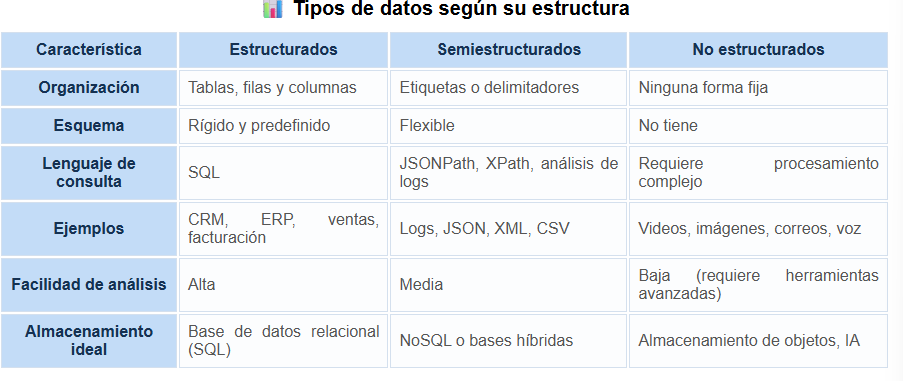 Tipos de datos según su estructura
Característica Estructurados Semiestructurados No estructurados
Organización Tablas, filas y columnas Etiquetas o delimitadores Ninguna forma fija
Esquema Rígido y predefinido Flexible No tiene
Lenguaje de consulta SQL JSONPath, XPath, análisis de logs Requiere procesamiento complejo
Ejemplos CRM, ERP, ventas, facturación Logs, JSON, XML, CSV Videos, imágenes, correos, voz
Facilidad de análisis Alta Media Baja (requiere herramientas avanzadas)
Almacenamiento ideal Base de datos relacional (SQL) NoSQL o bases híbridas Almacenamiento de objetos, IA